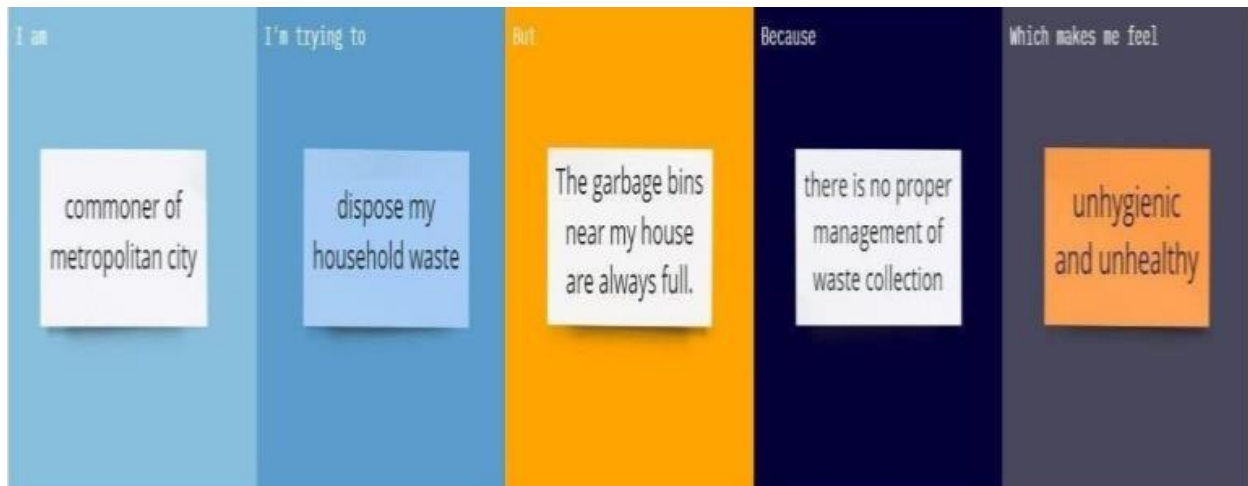 I am
I'm trying to
But
Because
Which makes me feel
commoner of
metropolitan city
dispose my
household waste
The garbage bins
near my house
are always full.
there is no proper
management of
waste collection
unhygienic
and unhealthy